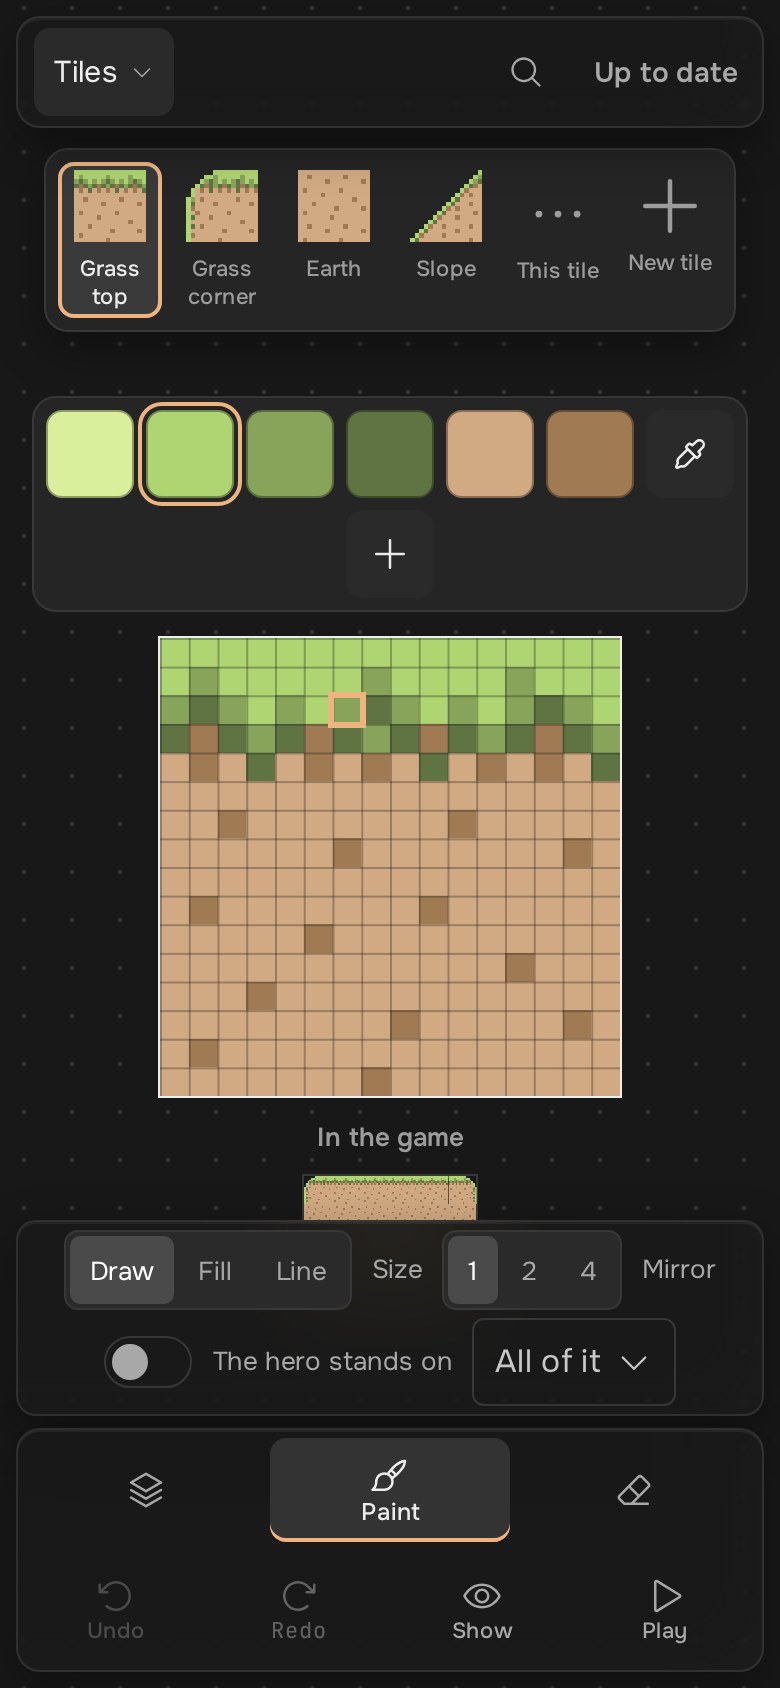 Tiles
Up to date
Grass
top
Grass
corner
Earth
Slope
This tile
New tile
In the game
Draw
Fill
Line
Size
1
2
4
Mirror
The hero stands on
All of it
Paint
Undo
Redo
Show
Play